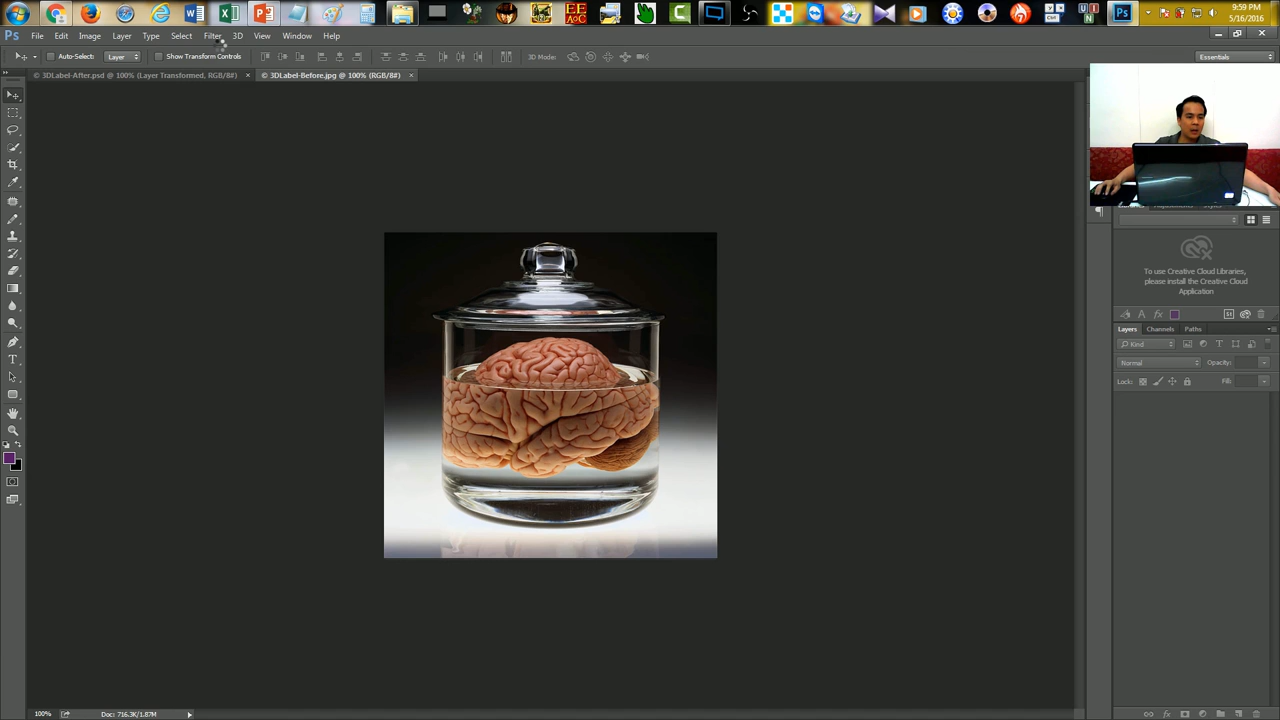 9:59 PM
5/16/2016
Ps File Edit Image Layer Type Select Filter 3D View Window Help
Auto-Select: Layer Show Transform Controls 3D Mode: Essentials
© 3DLabel-After.psd @ 100% (Layer Transformed, RGB/8#) × © 3DLabel-Before.jpg @ 100% (RGB/8#) ×
To use Creative Cloud Libraries,
please install the Creative Cloud
Application
Layers Channels Paths
Kind
Normal Opacity:
Lock: Fill:
100% Doc: 716.3K/1.87M